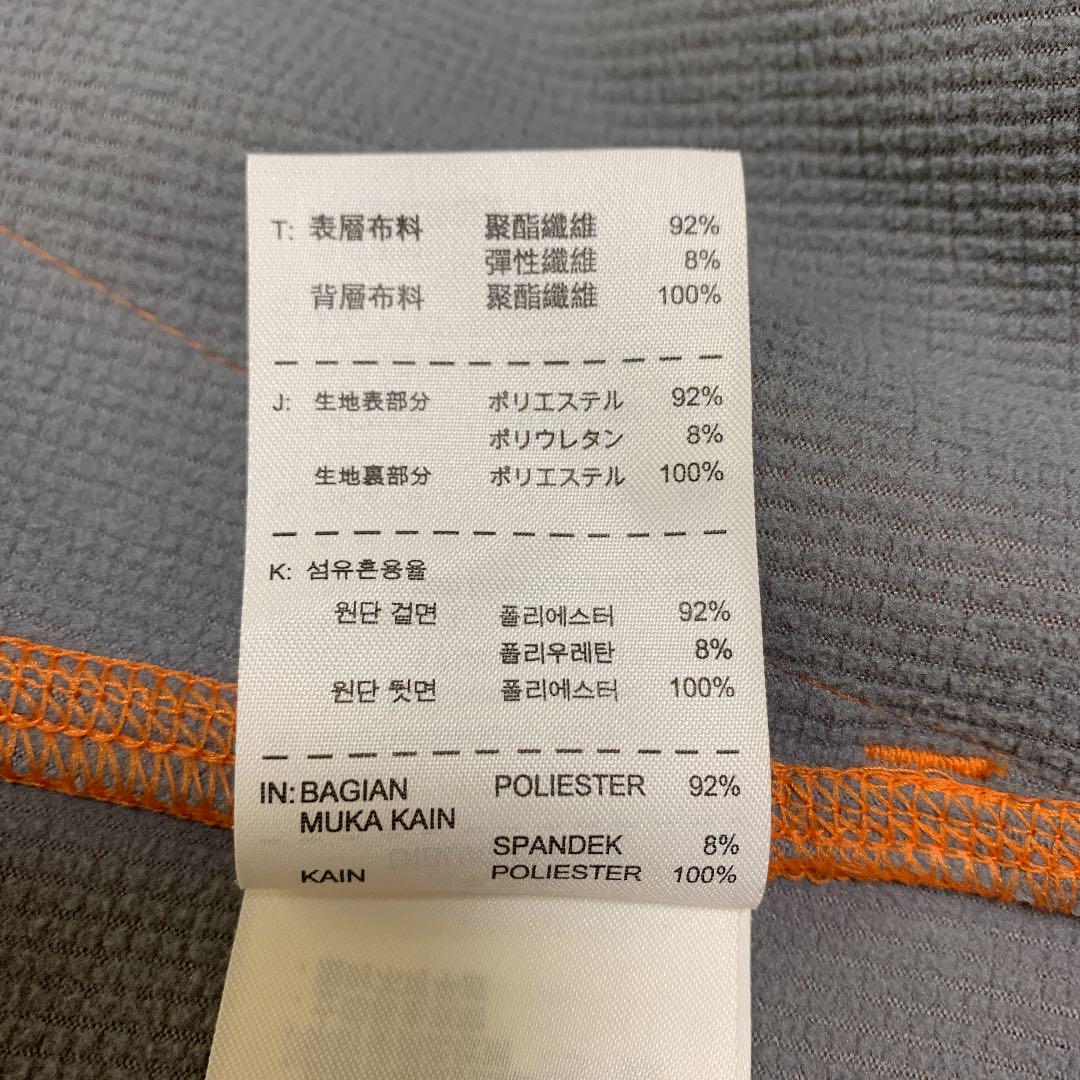 T: 表層布料 聚酯纖維 92%
彈性纖維 8%
背層布料 聚酯纖維 100%
J: 生地表部分 ポリエステル 92%
ポリウレタン 8%
生地裏部分 ポリエステル 100%
K: 섬유혼용율
원단 겉면 폴리에스터 92%
폴리우레탄 8%
원단 뒷면 폴리에스터 100%
IN: BAGIAN POLIESTER 92%
MUKA KAIN
SPANDEK 8%
KAIN POLIESTER 100%